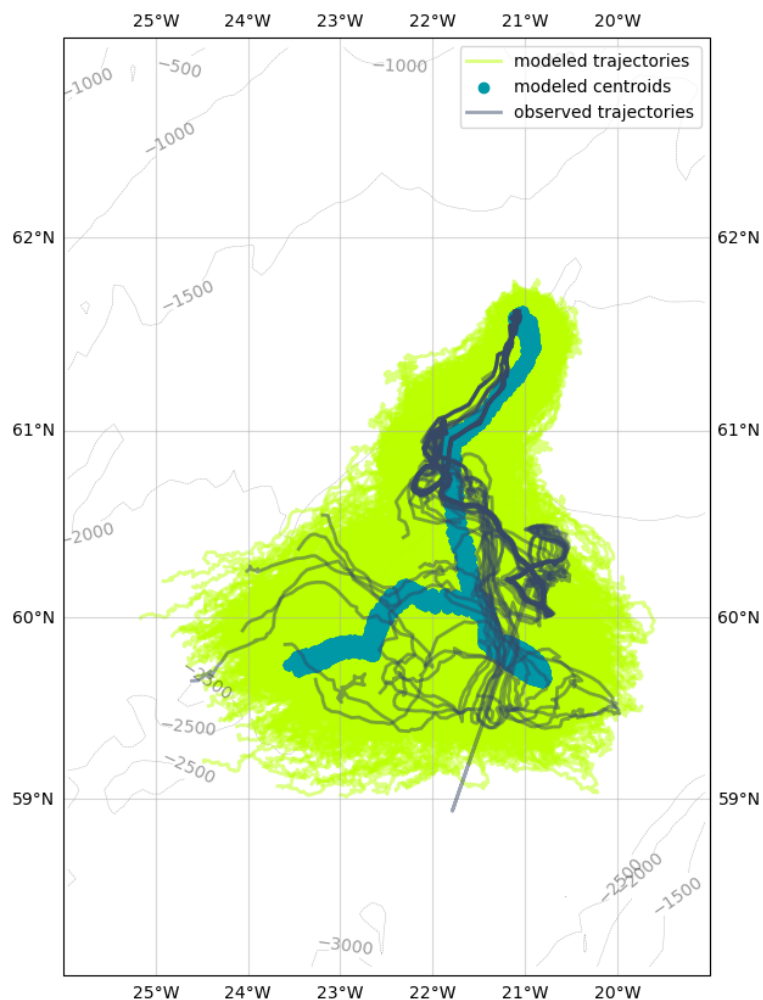 25°W 24°W 23°W 22°W 21°W 20°W
−500
−1000
−1000
modeled trajectories
modeled centroids
observed trajectories
−1000
62°N 62°N
−1500
61°N 61°N
−2000
60°N 60°N
−2500
−2500
−2500
59°N 59°N
−2500
−2000
−1500
−3000
25°W 24°W 23°W 22°W 21°W 20°W